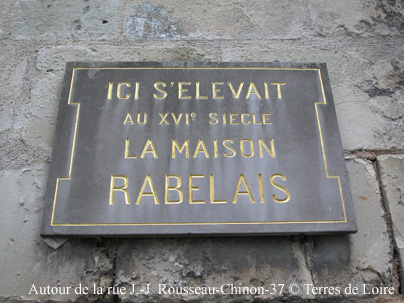 ICI S'ELEVAIT
AU XVIᵉ SIECLE
LA MAISON
RABELAIS
Autour de la rue J.-J. Rousseau-Chinon-37 © Terres de Loire